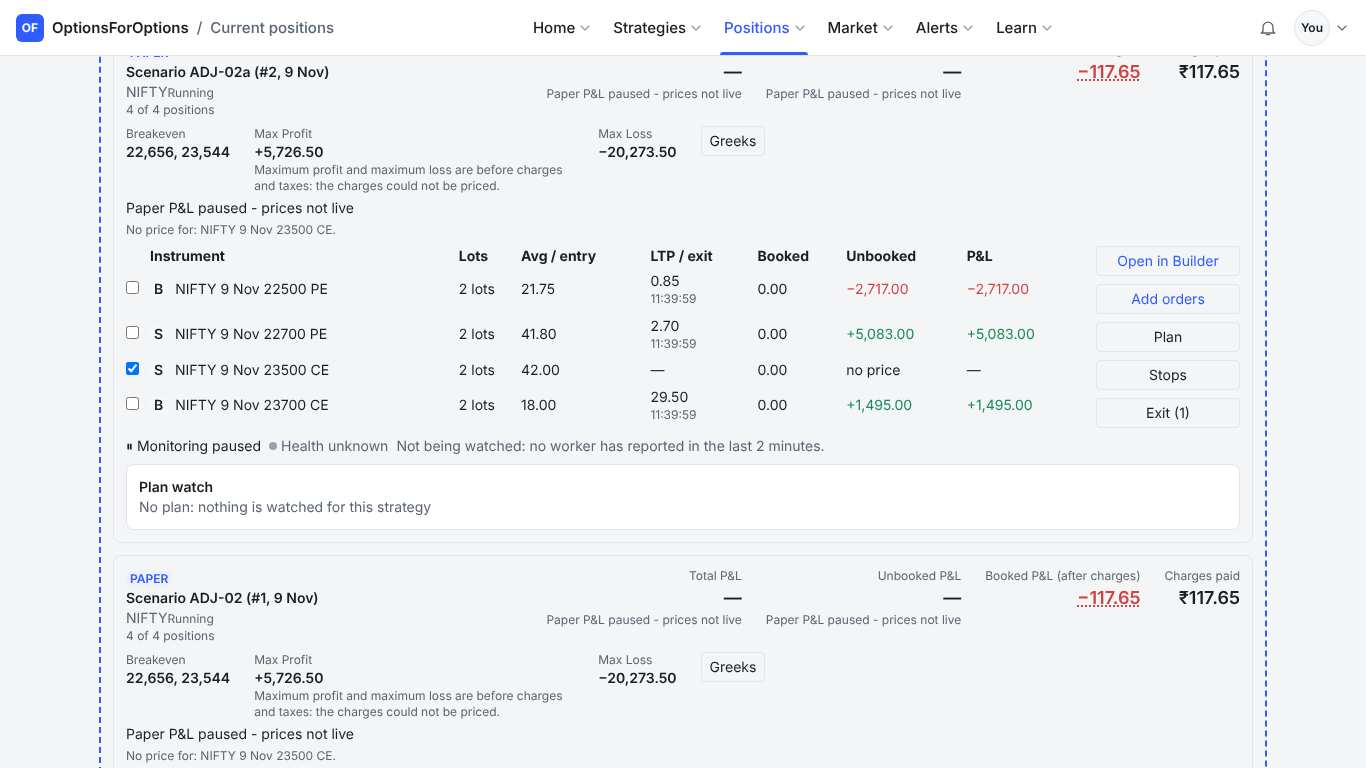 OF OptionsForOptions / Current positions Home Strategies Positions Market Alerts Learn You
Scenario ADJ-02a (#2, 9 Nov) — — −117.65 ₹117.65
NIFTYRunning Paper P&L paused - prices not live Paper P&L paused - prices not live
4 of 4 positions
Breakeven Max Profit Max Loss
22,656, 23,544 +5,726.50 −20,273.50 Greeks
Maximum profit and maximum loss are before charges
and taxes: the charges could not be priced.
Paper P&L paused - prices not live
No price for: NIFTY 9 Nov 23500 CE.
Instrument Lots Avg / entry LTP / exit Booked Unbooked P&L Open in Builder
B NIFTY 9 Nov 22500 PE 2 lots 21.75 0.85 0.00 −2,717.00 −2,717.00
11:39:59 Add orders
S NIFTY 9 Nov 22700 PE 2 lots 41.80 2.70 0.00 +5,083.00 +5,083.00 Plan
11:39:59
S NIFTY 9 Nov 23500 CE 2 lots 42.00 — 0.00 no price — Stops
B NIFTY 9 Nov 23700 CE 2 lots 18.00 29.50 0.00 +1,495.00 +1,495.00 Exit (1)
11:39:59
Monitoring paused Health unknown Not being watched: no worker has reported in the last 2 minutes.
Plan watch
No plan: nothing is watched for this strategy
PAPER Total P&L Unbooked P&L Booked P&L (after charges) Charges paid
Scenario ADJ-02 (#1, 9 Nov) — — −117.65 ₹117.65
NIFTYRunning Paper P&L paused - prices not live Paper P&L paused - prices not live
4 of 4 positions
Breakeven Max Profit Max Loss
22,656, 23,544 +5,726.50 −20,273.50 Greeks
Maximum profit and maximum loss are before charges
and taxes: the charges could not be priced.
Paper P&L paused - prices not live
No price for: NIFTY 9 Nov 23500 CE.